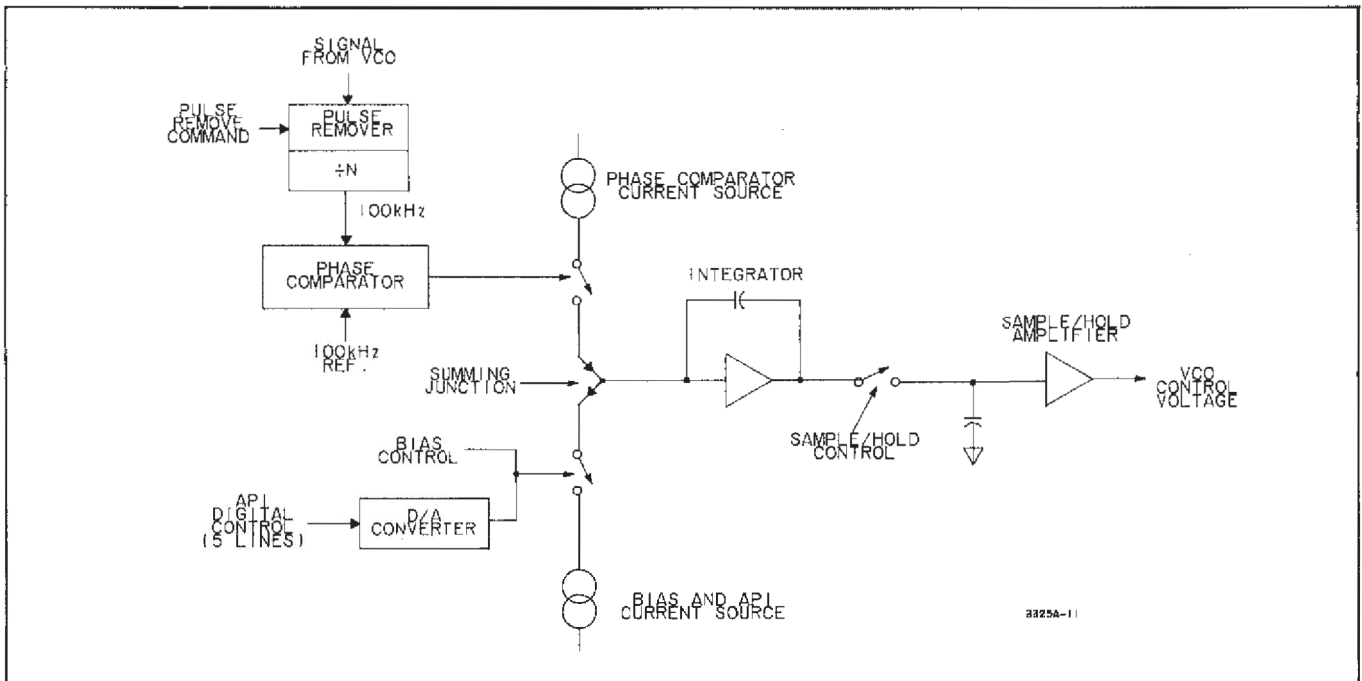 SIGNAL
FROM VCO
PULSE
REMOVE
COMMAND
PULSE
REMOVER
÷N
100kHz
PHASE
COMPARATOR
100kHz
REF.
PHASE COMPARATOR
CURRENT SOURCE
INTEGRATOR
SAMPLE/HOLD
AMPLIFIER
SUMMING
JUNCTION
VCO
CONTROL
VOLTAGE
SAMPLE/HOLD
CONTROL
BIAS
CONTROL
API
DIGITAL
CONTROL
(5 LINES)
D/A
CONVERTER
BIAS AND API
CURRENT SOURCE
3325A-11